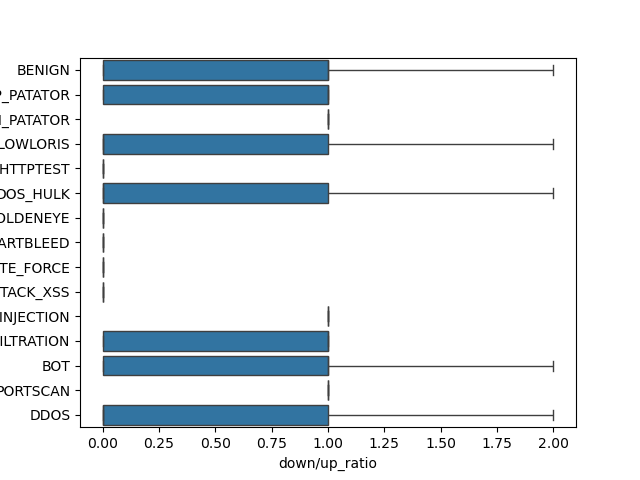 BENIGN
P_PATATOR
_PATATOR
LOWLORIS
HTTPTEST
DOS_HULK
OLDENEYE
ARTBLEED
TE_FORCE
TACK_XSS
INJECTION
ILTRATION
BOT
PORTSCAN
DDOS
0.00 0.25 0.50 0.75 1.00 1.25 1.50 1.75 2.00
down/up_ratio